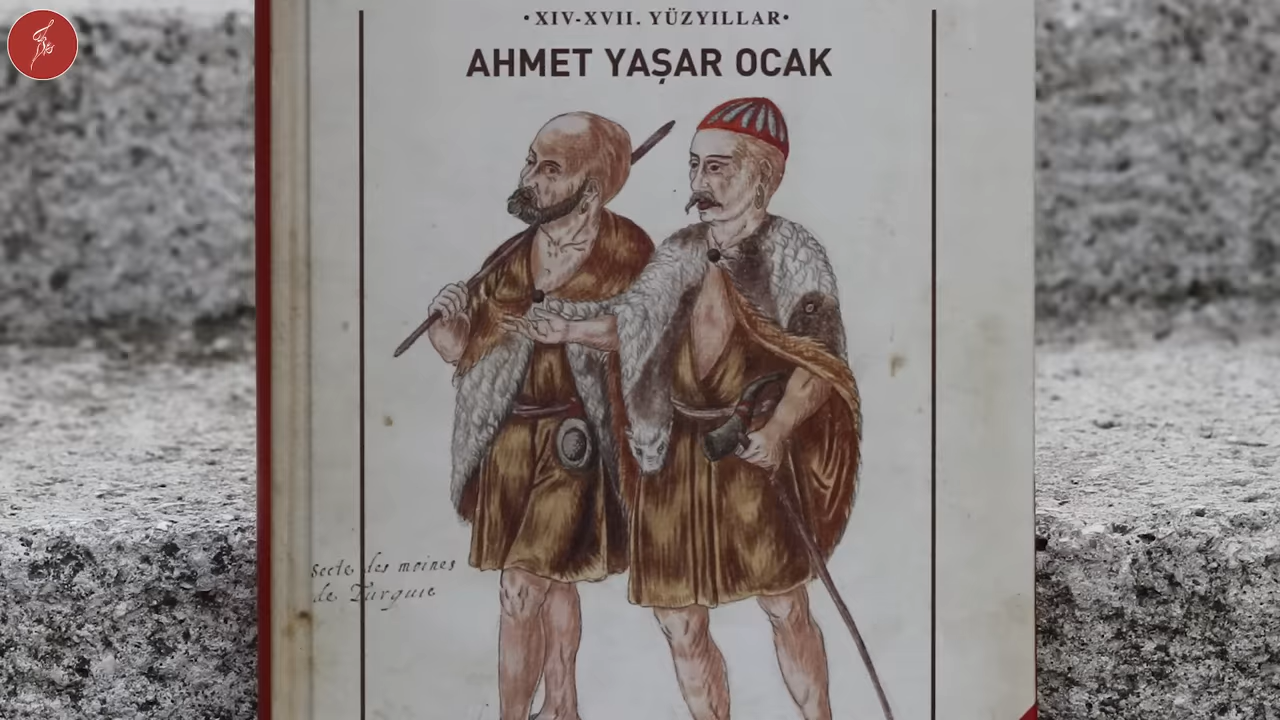 •XIV-XVII. YÜZYILLAR•
AHMET YAŞAR OCAK
Secte des moines
de Turquie